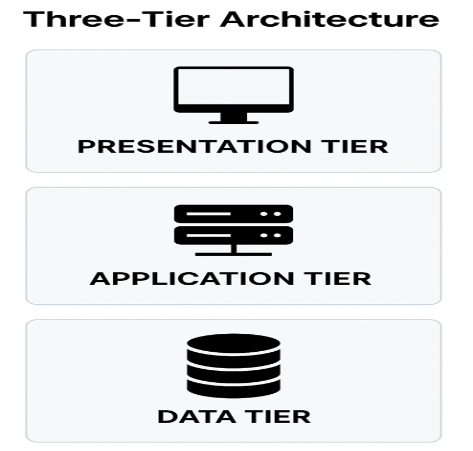 Three-Tier Architecture
PRESENTATION TIER
APPLICATION TIER
DATA TIER